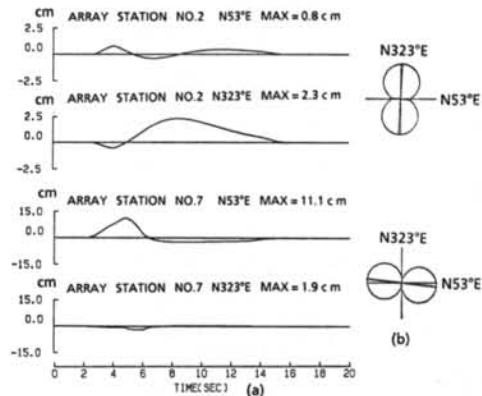 cm ARRAY STATION NO.2 N53°E MAX=0.8 cm
2.5
0.0
-2.5
cm ARRAY STATION NO.2 N323°E MAX=2.3 cm
2.5
0.0
-2.5
cm ARRAY STATION NO.7 N53°E MAX=11.1 cm
15.0
0.0
-15.0
cm ARRAY STATION NO.7 N323°E MAX=1.9 cm
15.0
0.0
-15.0
0 2 4 6 8 10 12 14 16 18 20
TIME(SEC) (a)
N323°E
N53°E
N323°E
N53°E
(b)